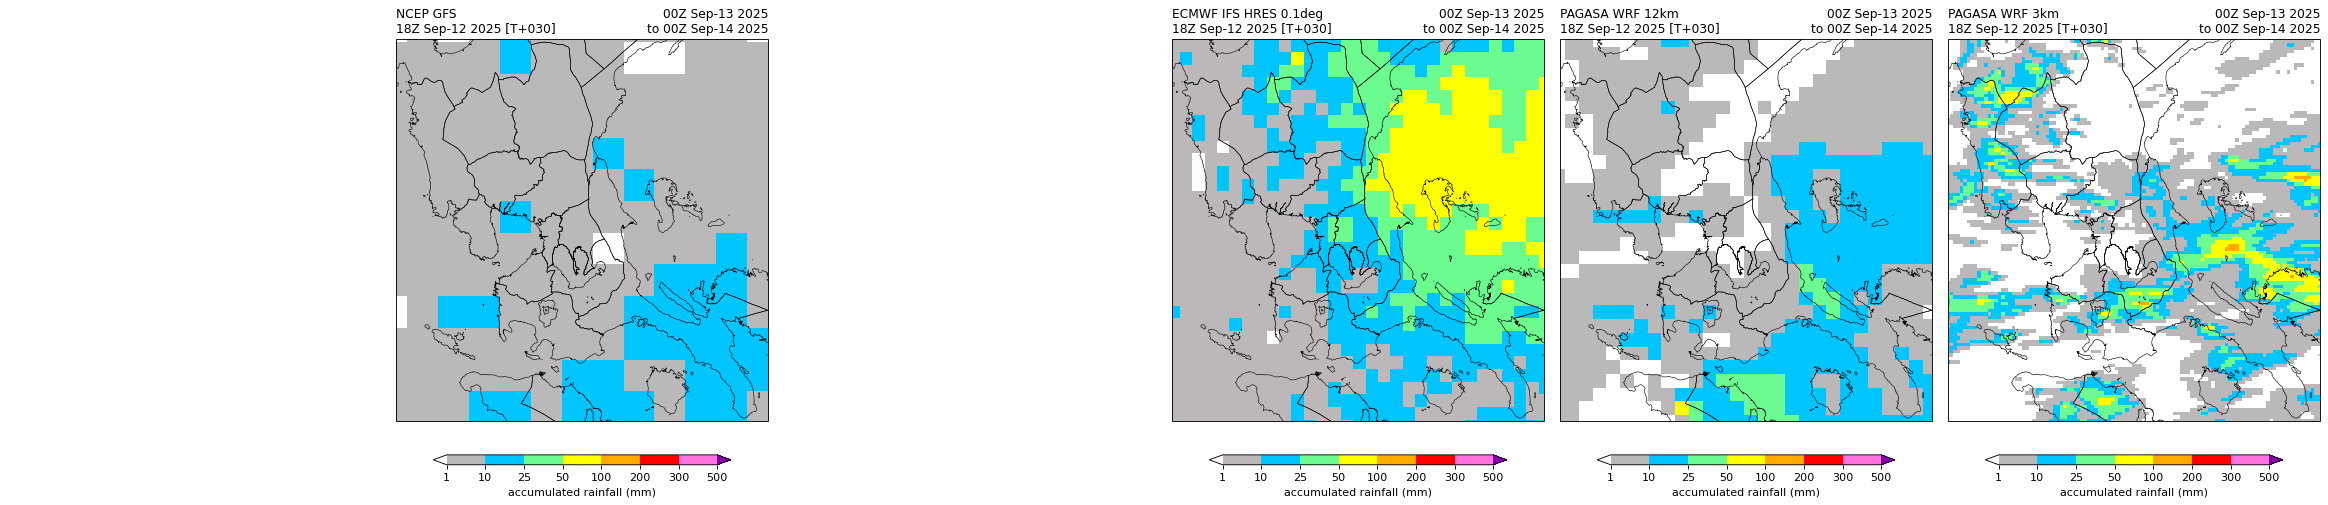 NCEP GFS 00Z Sep-13 2025
18Z Sep-12 2025 [T+030] to 00Z Sep-14 2025
1 10 25 50 100 200 300 500
accumulated rainfall (mm)
ECMWF IFS HRES 0.1deg 00Z Sep-13 2025
18Z Sep-12 2025 [T+030] to 00Z Sep-14 2025
1 10 25 50 100 200 300 500
accumulated rainfall (mm)
PAGASA WRF 12km 00Z Sep-13 2025
18Z Sep-12 2025 [T+030] to 00Z Sep-14 2025
1 10 25 50 100 200 300 500
accumulated rainfall (mm)
PAGASA WRF 3km 00Z Sep-13 2025
18Z Sep-12 2025 [T+030] to 00Z Sep-14 2025
1 10 25 50 100 200 300 500
accumulated rainfall (mm)